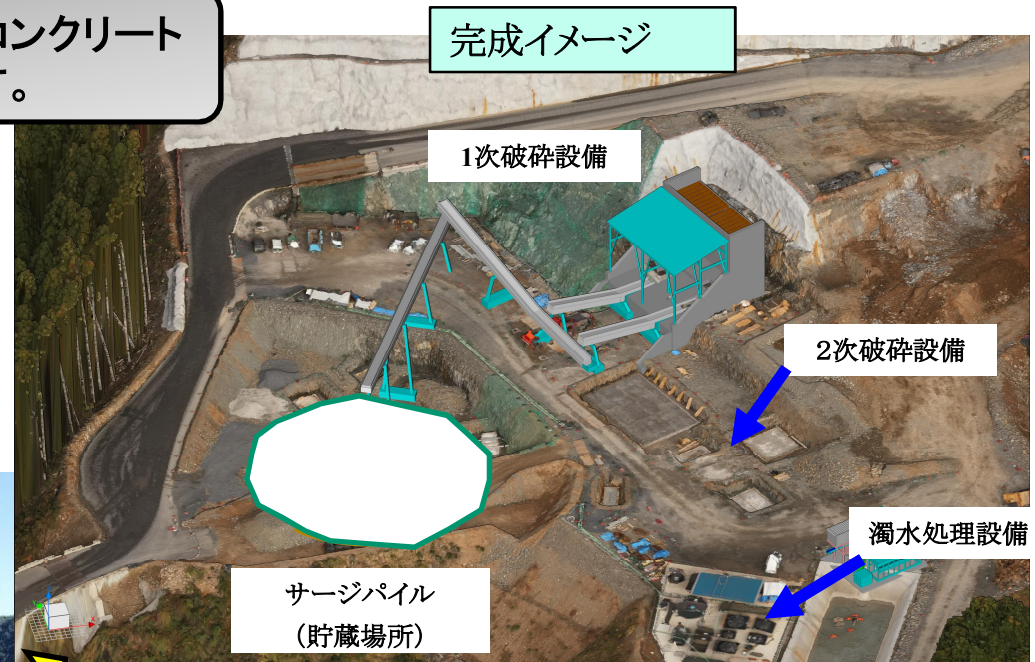 コンクリート
す。
完成イメージ
1次破砕設備
2次破砕設備
濁水処理設備
サージパイル
（貯蔵場所）